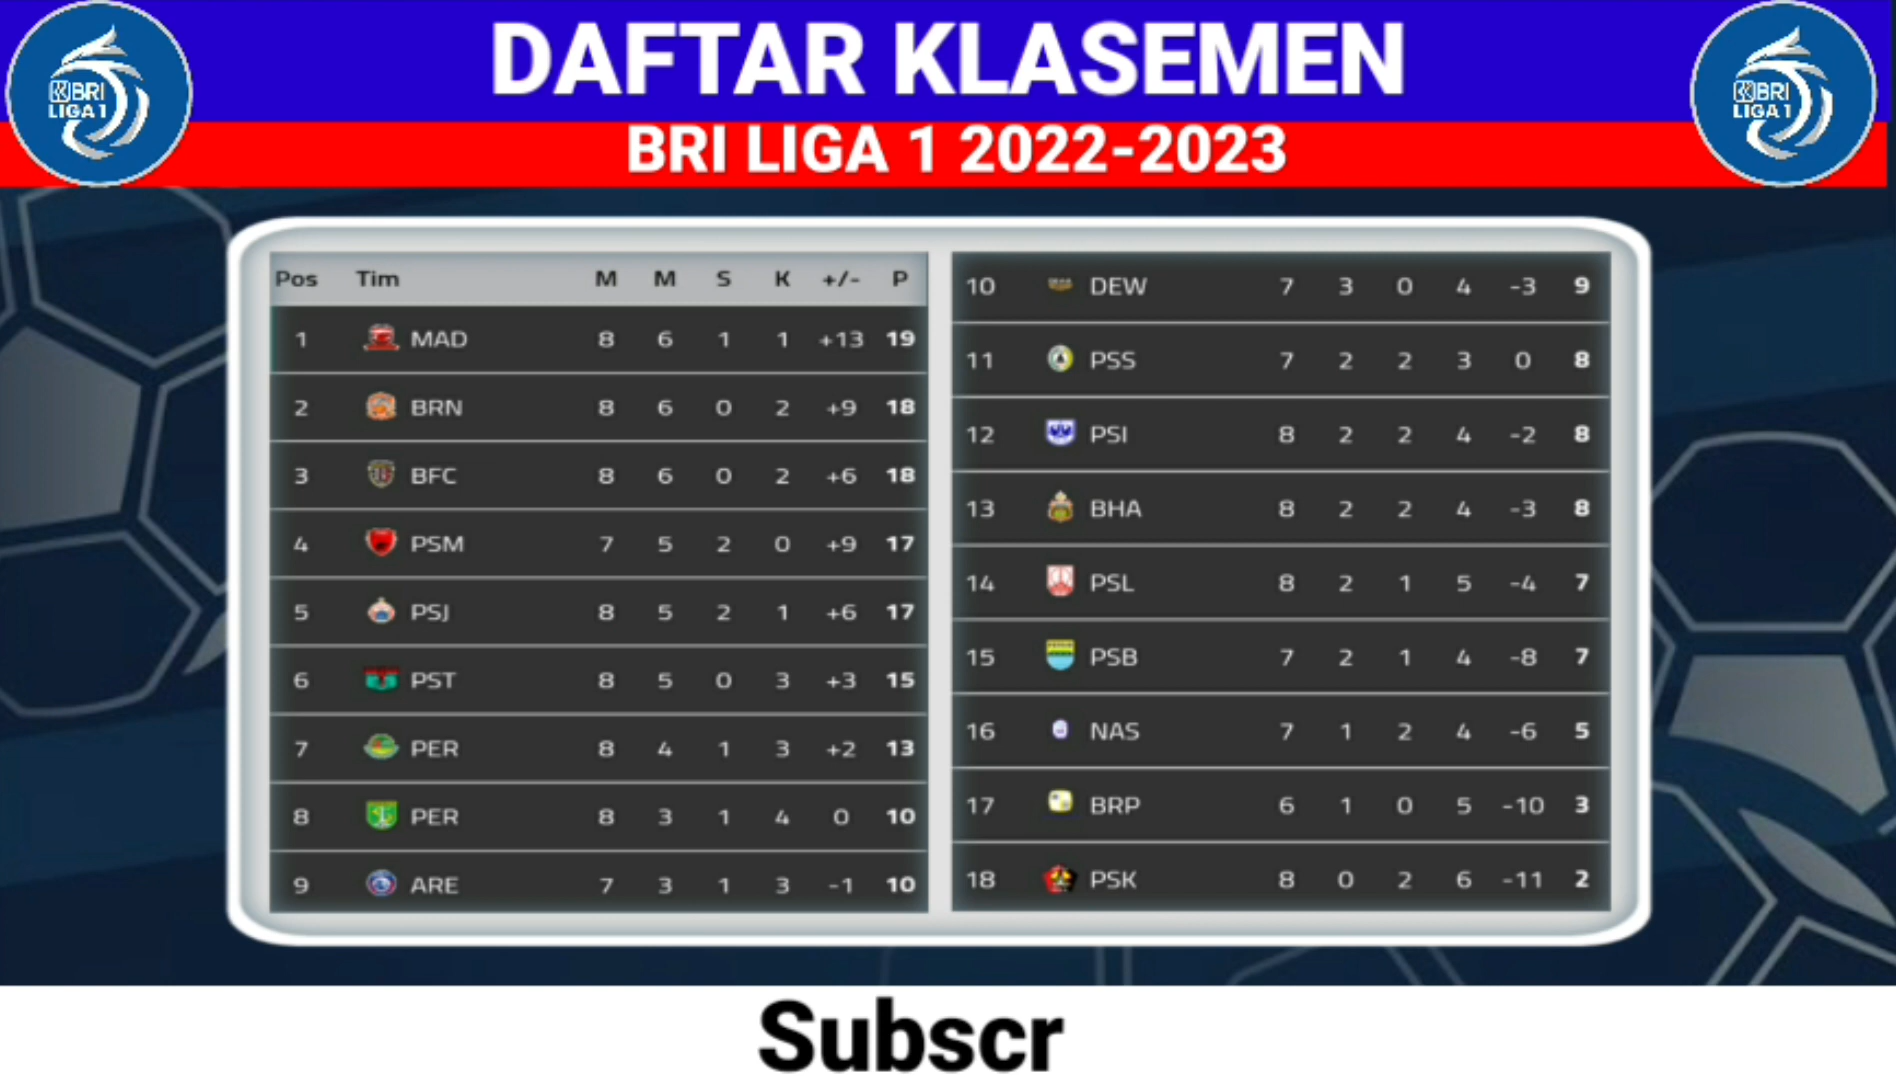 DAFTAR KLASEMEN
BRI LIGA 1 2022-2023
BRI
LIGA 1
BRI
LIGA 1
Pos Tim M M S K +/- P
1 MAD 8 6 1 1 +13 19
2 BRN 8 6 0 2 +9 18
3 BFC 8 6 0 2 +6 18
4 PSM 7 5 2 0 +9 17
5 PSJ 8 5 2 1 +6 17
6 PST 8 5 0 3 +3 15
7 PER 8 4 1 3 +2 13
8 PER 8 3 1 4 0 10
9 ARE 7 3 1 3 -1 10
10 DEW 7 3 0 4 -3 9
11 PSS 7 2 2 3 0 8
12 PSI 8 2 2 4 -2 8
13 BHA 8 2 2 4 -3 8
14 PSL 8 2 1 5 -4 7
15 PSB 7 2 1 4 -8 7
16 NAS 7 1 2 4 -6 5
17 BRP 6 1 0 5 -10 3
18 PSK 8 0 2 6 -11 2
Subscr